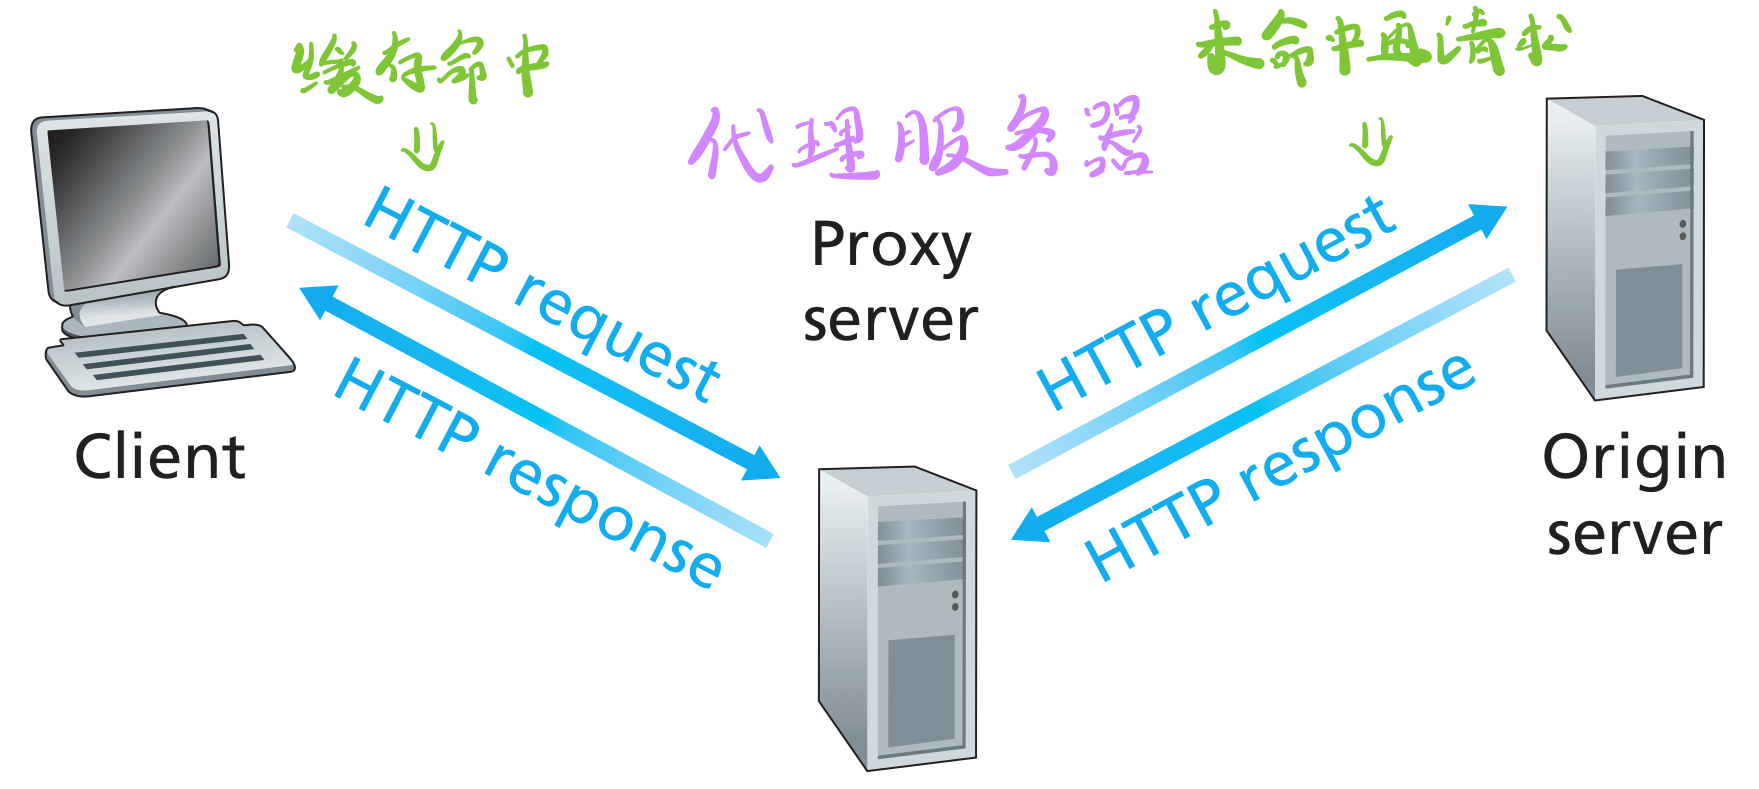 缓存命中
未命中再请求
代理服务器
Proxy
server
HTTP request
HTTP response
HTTP request
HTTP response
Client
Origin
server